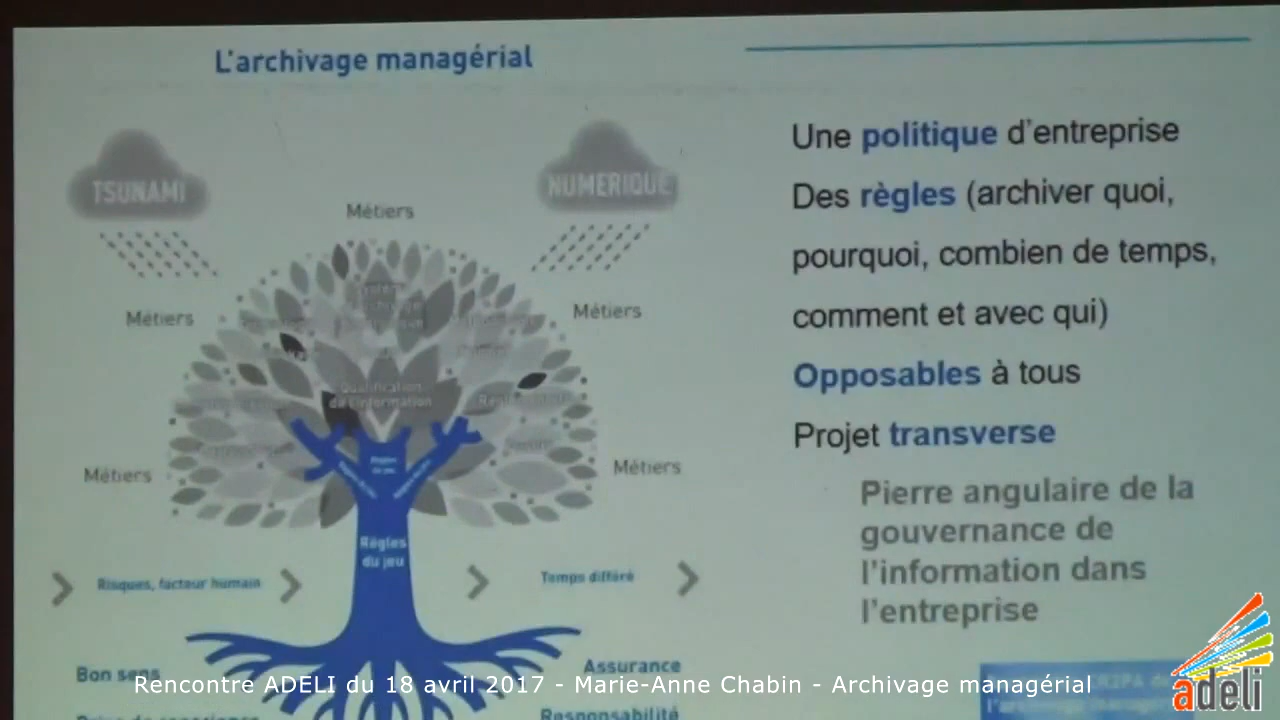 L'archivage managérial
TSUNAMI
NUMERIQUE
Métiers
Métiers
Métiers
Métiers
Métiers
Qualification
de l'information
Règles
du jeu
Règles
du jeu
Risques, facteur humain
Temps différé
Bon sens
Assurance
Responsabilité
Une politique d'entreprise
Des règles (archiver quoi,
pourquoi, combien de temps,
comment et avec qui)
Opposables à tous
Projet transverse
Pierre angulaire de la
gouvernance de
l'information dans
l'entreprise
Rencontre ADELI du 18 avril 2017 - Marie-Anne Chabin - Archivage managérial
adeli